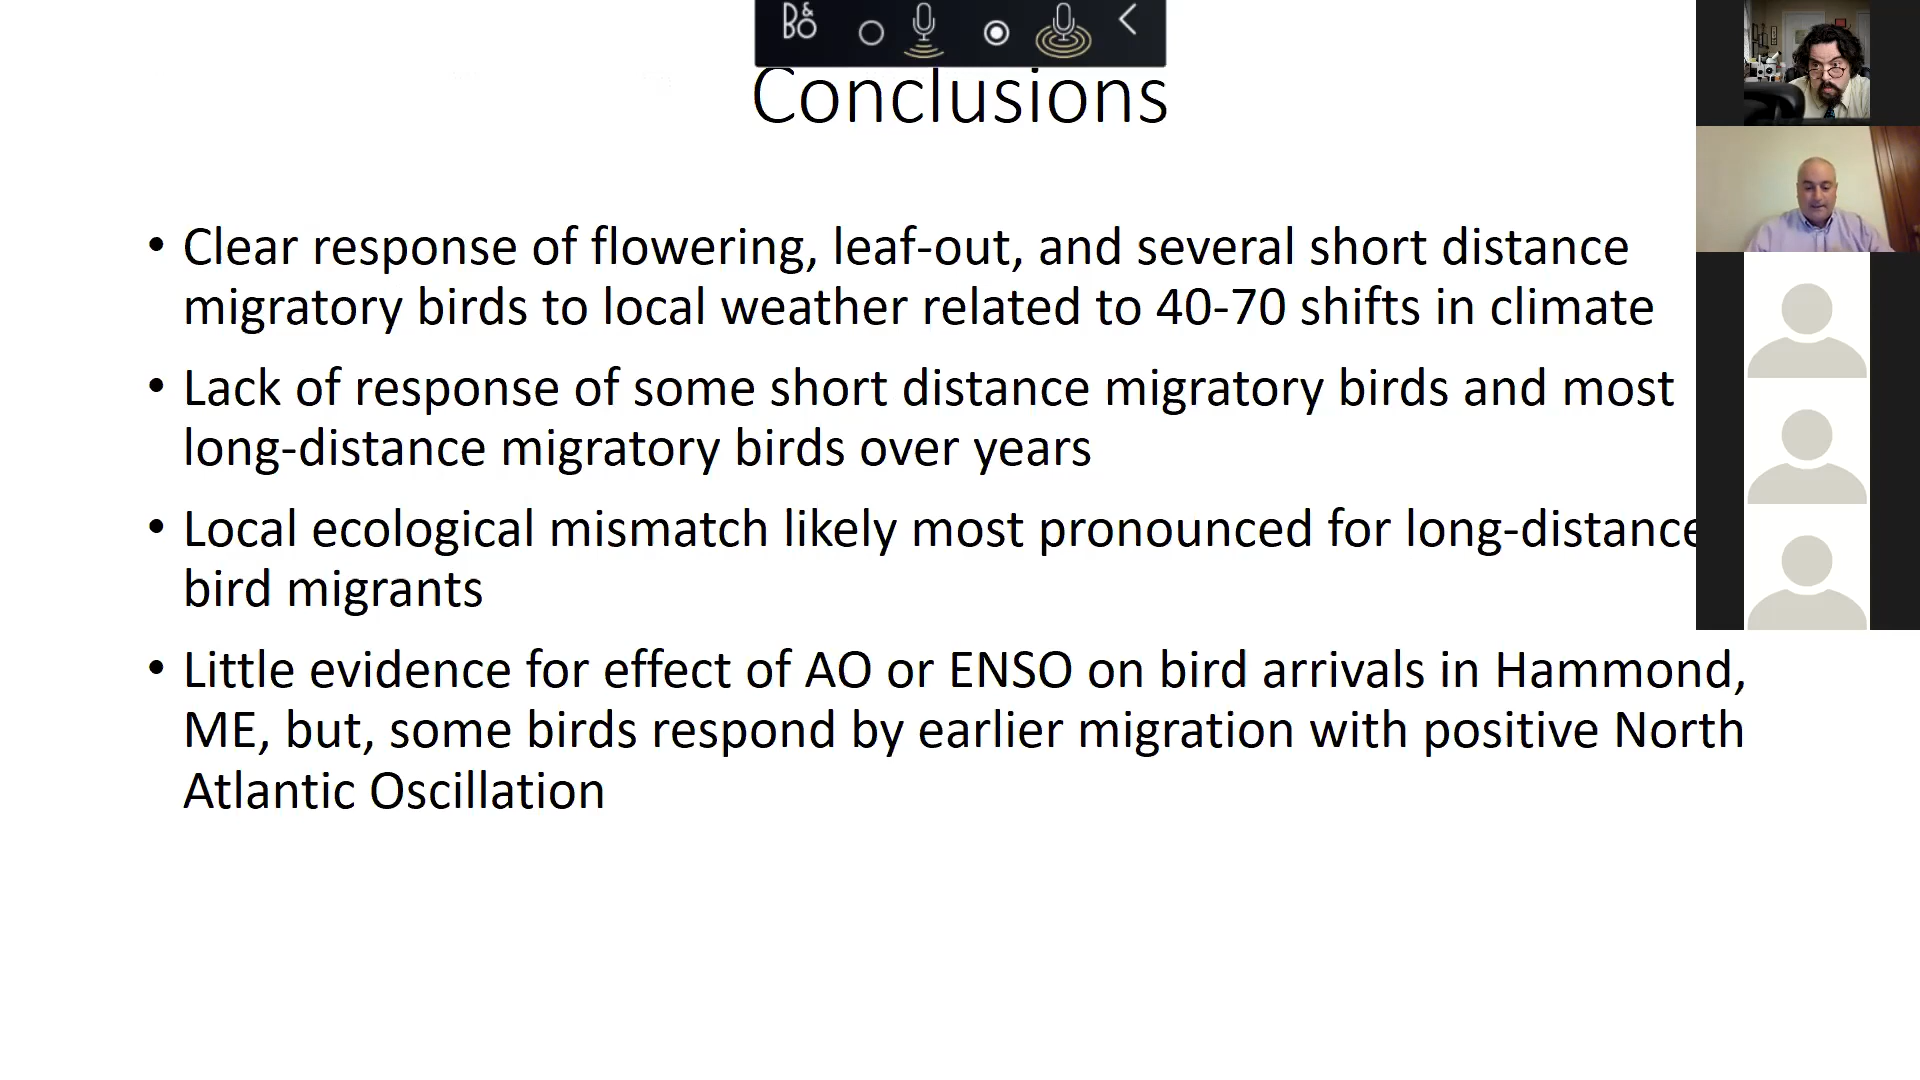 B&O
Conclusions
• Clear response of flowering, leaf-out, and several short distance
migratory birds to local weather related to 40-70 shifts in climate
• Lack of response of some short distance migratory birds and most
long-distance migratory birds over years
• Local ecological mismatch likely most pronounced for long-distance
bird migrants
• Little evidence for effect of AO or ENSO on bird arrivals in Hammond,
ME, but, some birds respond by earlier migration with positive North
Atlantic Oscillation